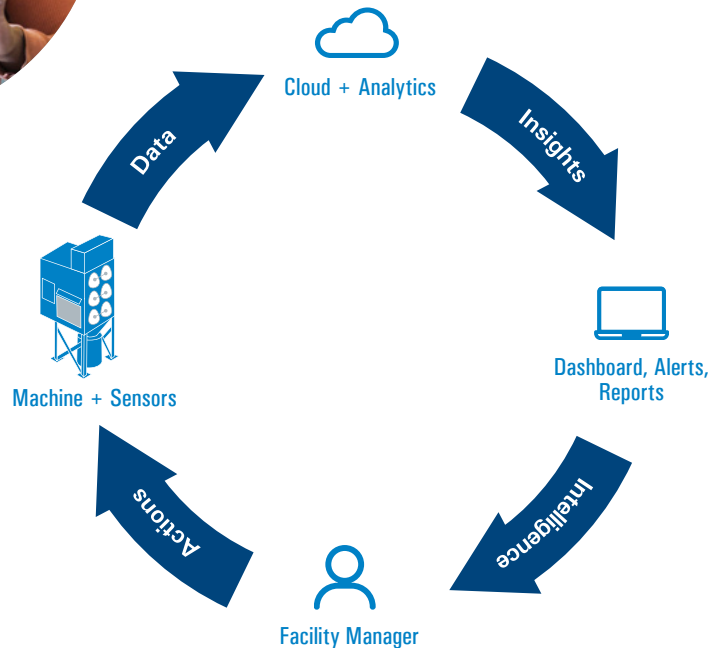 Cloud + Analytics
Data
Insights
Machine + Sensors
Dashboard, Alerts,
Reports
Actions
Intelligence
Facility Manager